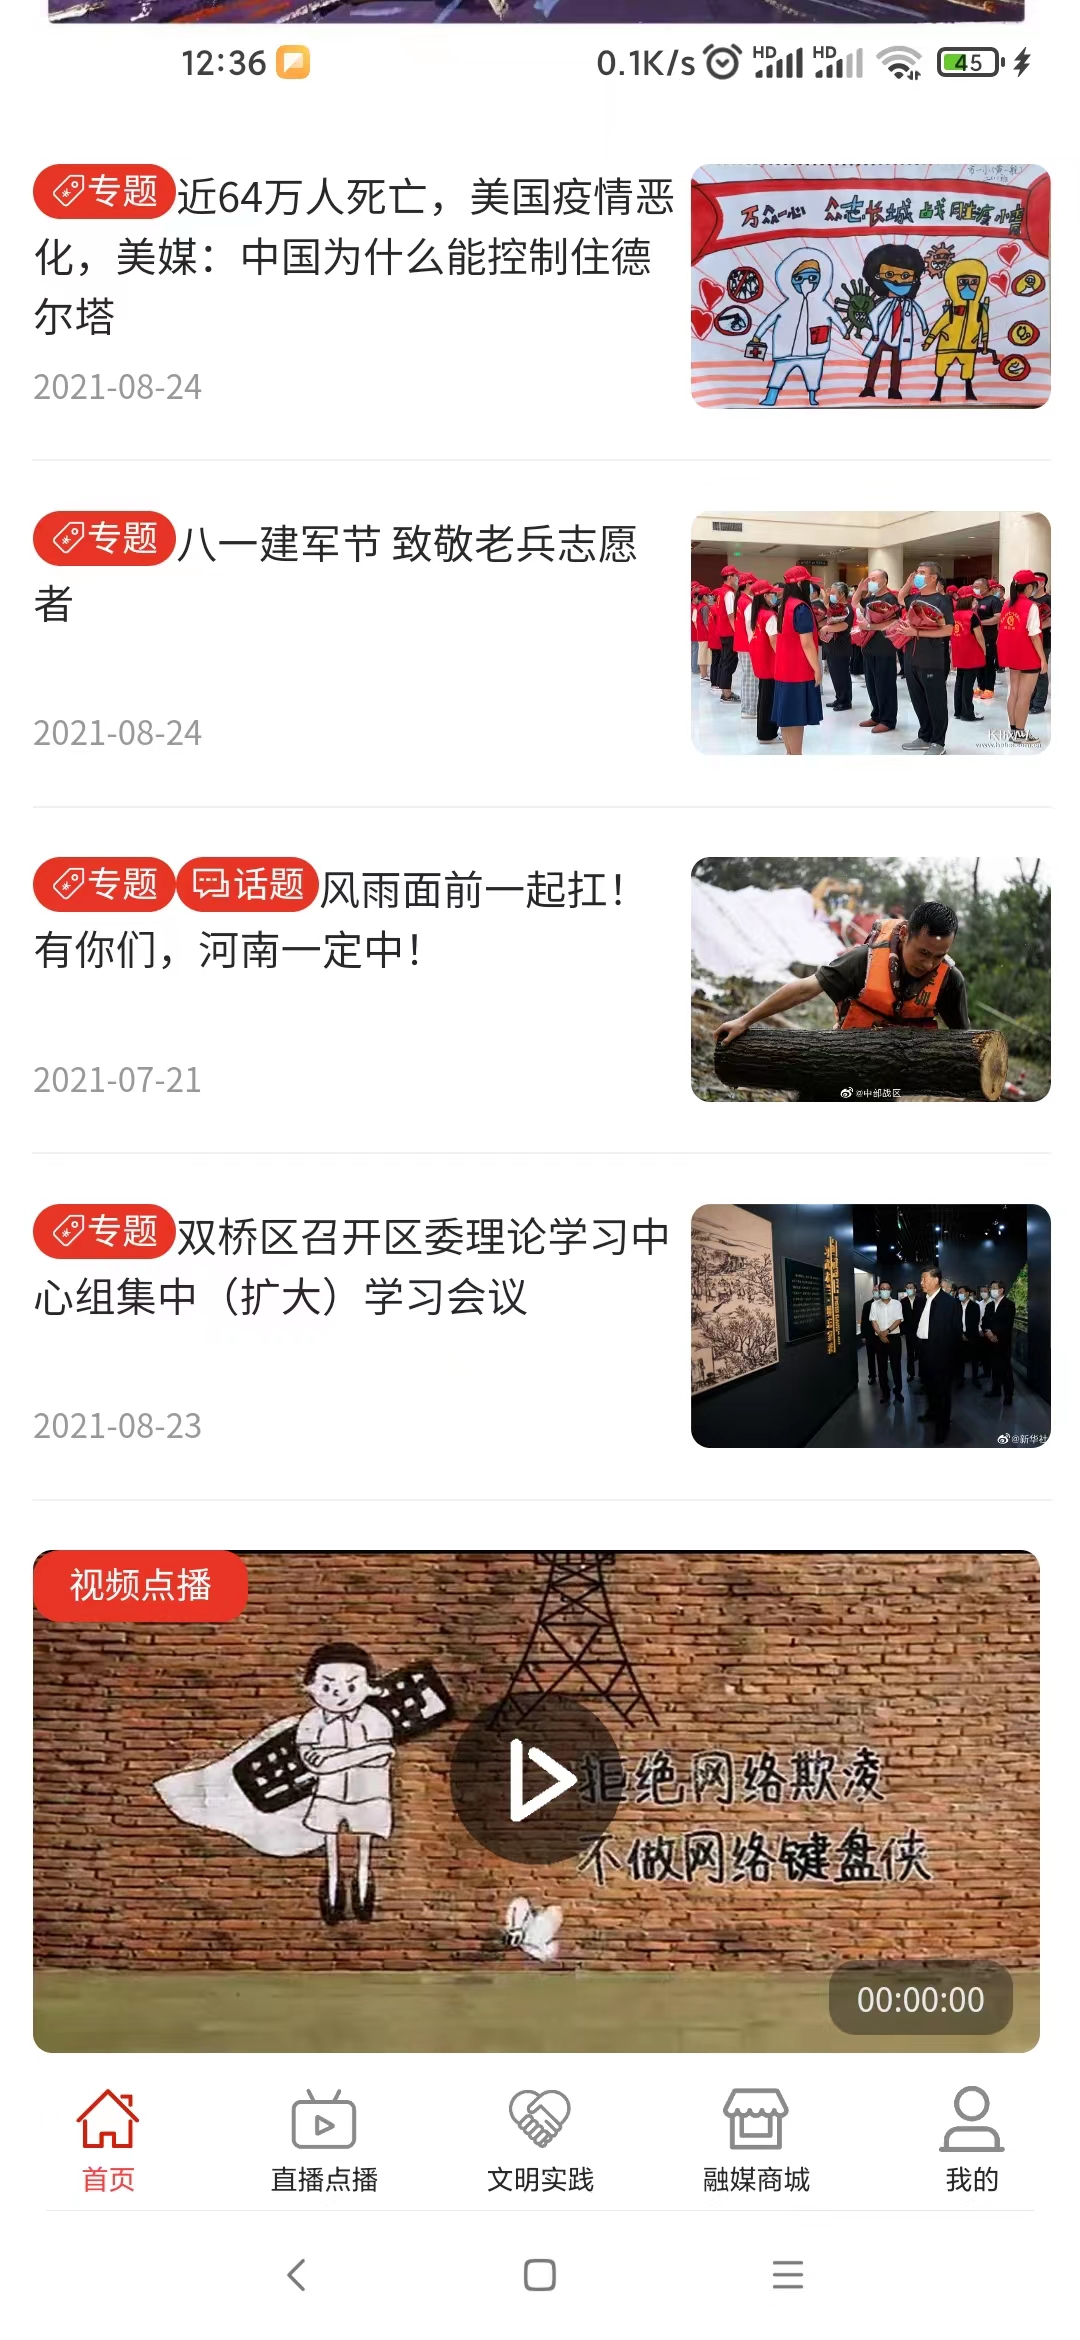 12:36
0.1K/s HD HD 45
专题 近64万人死亡，美国疫情恶
化，美媒：中国为什么能控制住德
尔塔
2021-08-24
万众一心 众志长城
专题 八一建军节 致敬老兵志愿
者
2021-08-24
专题 话题 风雨面前一起扛！
有你们，河南一定中！
2021-07-21
@中部战区
专题 双桥区召开区委理论学习中
心组集中（扩大）学习会议
2021-08-23
@新华社
视频点播
拒绝网络欺凌
不做网络键盘侠
00:00:00
首页
直播点播
文明实践
融媒商城
我的